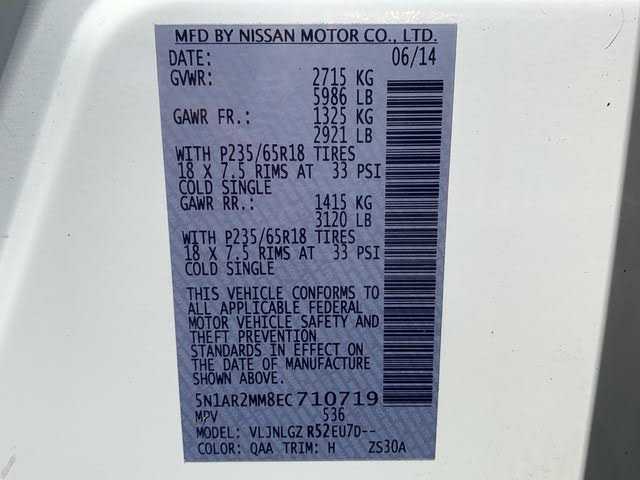 MFD BY NISSAN MOTOR CO., LTD.
DATE: 06/14
GVWR: 2715 KG
5986 LB
GAWR FR.: 1325 KG
2921 LB
WITH P235/65R18 TIRES
18 X 7.5 RIMS AT 33 PSI
COLD SINGLE
GAWR RR.: 1415 KG
3120 LB
WITH P235/65R18 TIRES
18 X 7.5 RIMS AT 33 PSI
COLD SINGLE
THIS VEHICLE CONFORMS TO
ALL APPLICABLE FEDERAL
MOTOR VEHICLE SAFETY AND
THEFT PREVENTION
STANDARDS IN EFFECT ON
THE DATE OF MANUFACTURE
SHOWN ABOVE.
5N1AR2MM8EC710719
MPV 536
MODEL: VLJNLGZ R52EU7D--
COLOR: QAA TRIM: H ZS30A